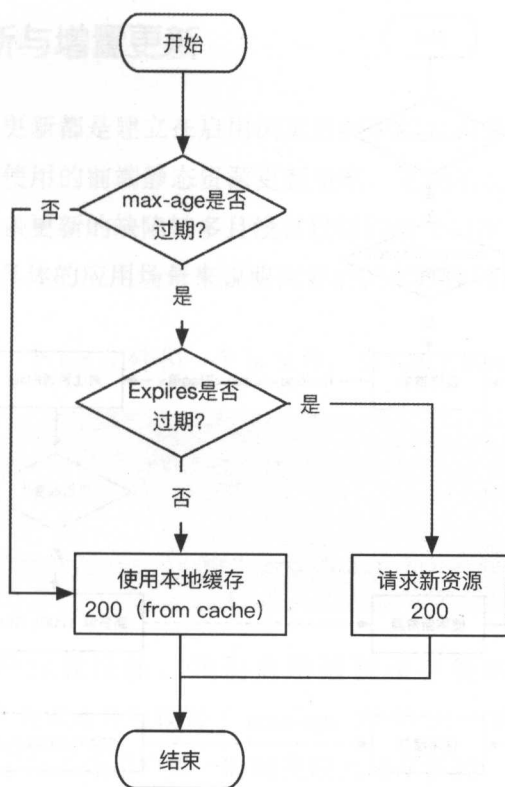 开始
max-age是否
过期?
否
是
Expires是否
过期?
是
否
使用本地缓存
200（from cache）
请求新资源
200
结束